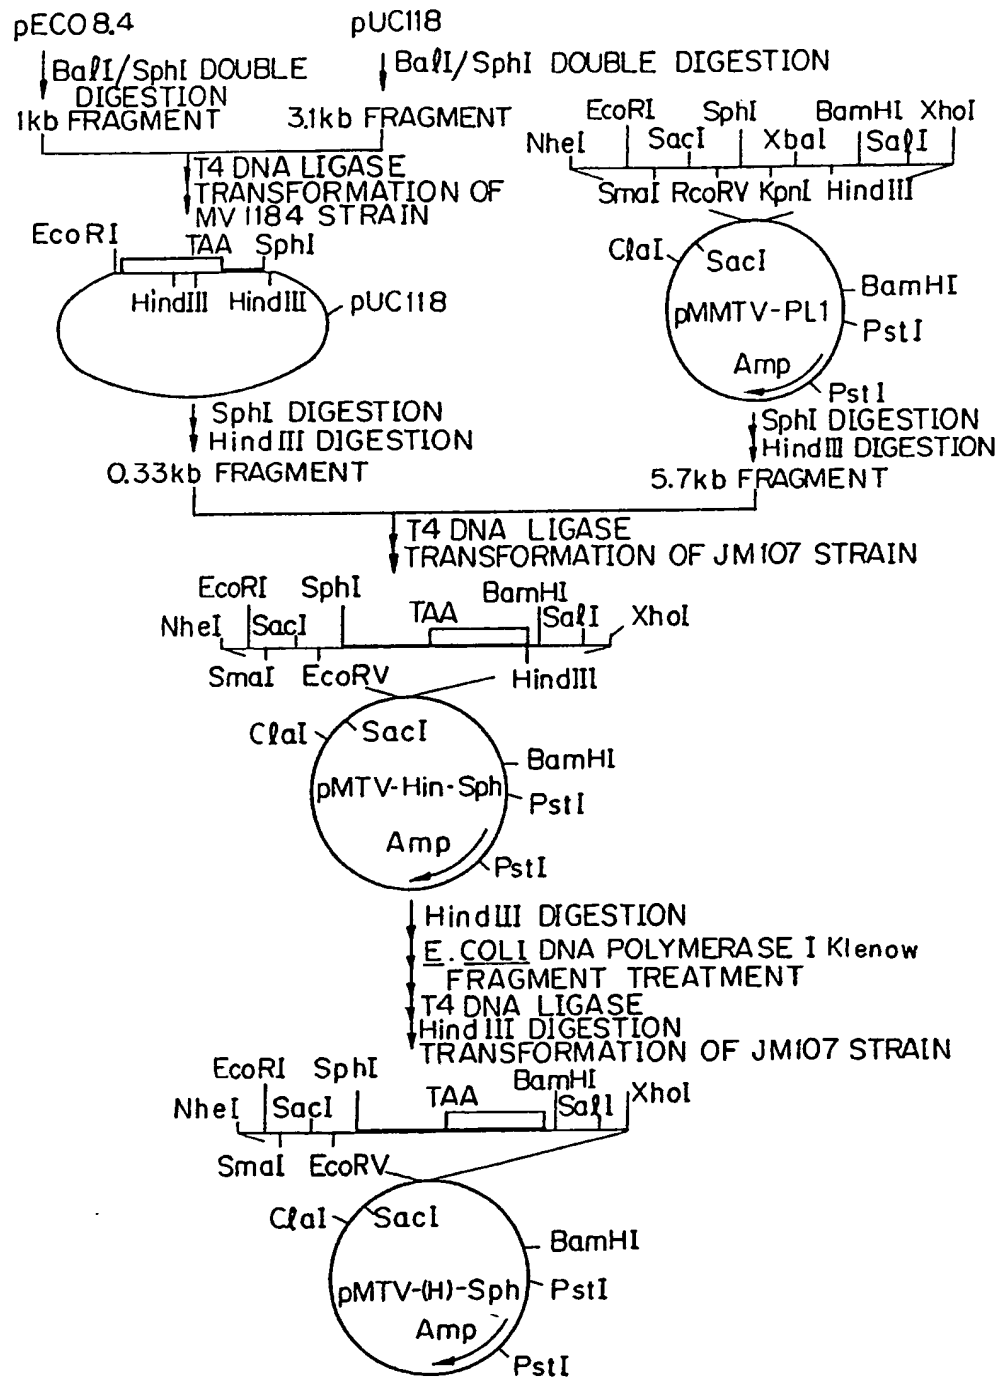 pECO8.4
pUC118
BalI/SphI DOUBLE DIGESTION
BalI/SphI DOUBLE DIGESTION
1kb FRAGMENT
3.1kb FRAGMENT
T4 DNA LIGASE
TRANSFORMATION OF
MV1184 STRAIN
EcoRI
TAA
SphI
HindIII
HindIII
pUC118
SphI DIGESTION
HindIII DIGESTION
0.33kb FRAGMENT
EcoRI
SphI
BamHI
XhoI
NheI
SacI
XbaI
SalI
SmaI
RcoRV
KpnI
HindIII
ClaI
SacI
BamHI
pMMTV-PL1
PstI
Amp
PstI
SphI DIGESTION
HindIII DIGESTION
5.7kb FRAGMENT
T4 DNA LIGASE
TRANSFORMATION OF JM107 STRAIN
EcoRI
SphI
BamHI
NheI
SacI
TAA
SalI
XhoI
SmaI
EcoRV
HindIII
ClaI
SacI
BamHI
pMTV-Hin-Sph
PstI
Amp
PstI
HindIII DIGESTION
E.COLI DNA POLYMERASE I Klenow
FRAGMENT TREATMENT
T4 DNA LIGASE
HindIII DIGESTION
TRANSFORMATION OF JM107 STRAIN
EcoRI
SphI
BamHI
NheI
SacI
TAA
SalI
XhoI
SmaI
EcoRV
ClaI
SacI
BamHI
pMTV-(H)-Sph
PstI
Amp
PstI